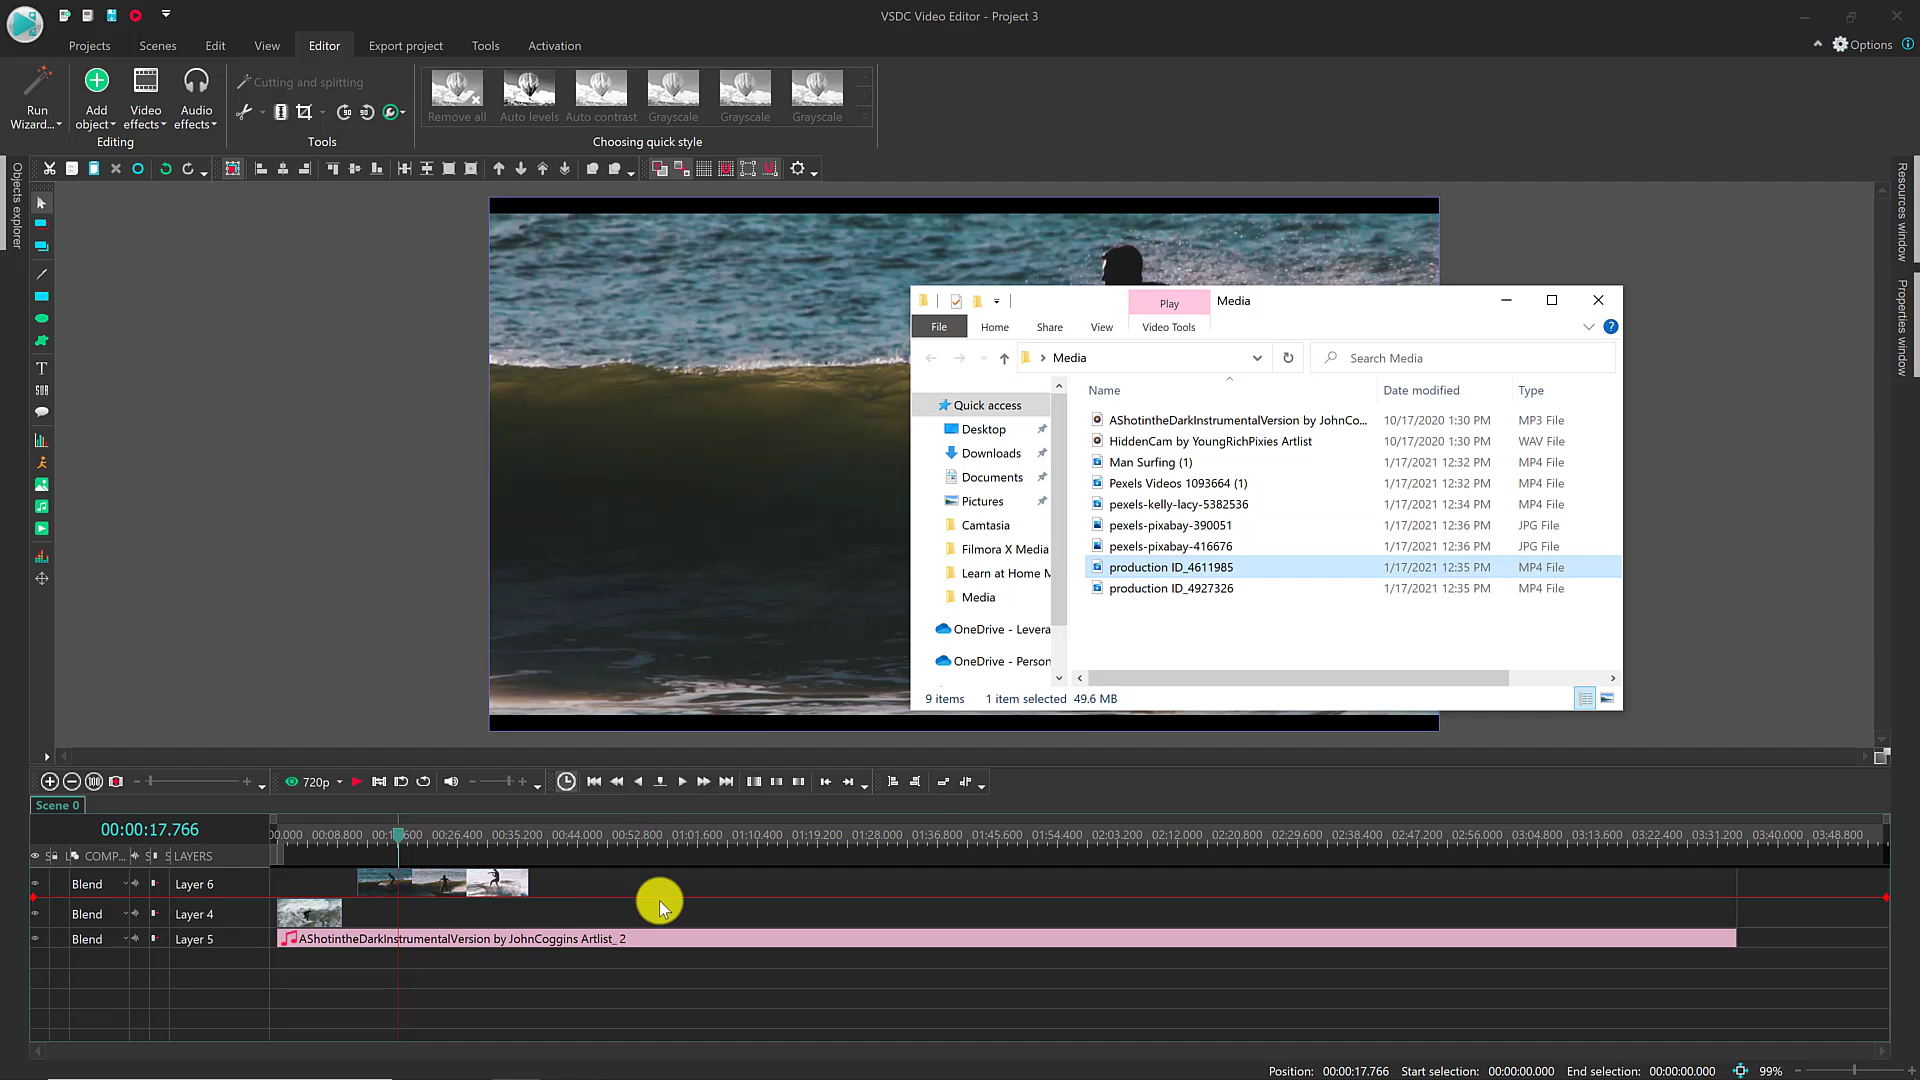 VSDC Video Editor - Project 3
Projects Scenes Edit View Editor Export project Tools Activation
Options
Run Wizard...
Add object
Video effects
Audio effects
Editing
Cutting and splitting
Tools
Remove all Auto levels Auto contrast Grayscale Grayscale Grayscale
Choosing quick style
Objects explorer
Resources window
Properties window
T
SUB
Play
Media
File Home Share View Video Tools
Media
Search Media
Name Date modified Type
Quick access
Desktop
Downloads
Documents
Pictures
Camtasia
Filmora X Media
Learn at Home M
Media
OneDrive - Levera
OneDrive - Person
AShotintheDarkInstrumentalVersion by JohnCo... 10/17/2020 1:30 PM MP3 File
HiddenCam by YoungRichPixies Artlist 10/17/2020 1:30 PM WAV File
Man Surfing (1) 1/17/2021 12:32 PM MP4 File
Pexels Videos 1093664 (1) 1/17/2021 12:32 PM MP4 File
pexels-kelly-lacy-5382536 1/17/2021 12:34 PM MP4 File
pexels-pixabay-390051 1/17/2021 12:36 PM JPG File
pexels-pixabay-416676 1/17/2021 12:36 PM JPG File
production ID_4611985 1/17/2021 12:35 PM MP4 File
production ID_4927326 1/17/2021 12:35 PM MP4 File
9 items 1 item selected 49.6 MB
720p
Scene 0
00:00:17.766
00:08.800 00:26.400 00:35.200 00:44.000 00:52.800 01:01.600 01:10.400 01:19.200 01:28.000 01:36.800 01:45.600 01:54.400 02:03.200 02:12.000 02:20.800 02:29.600 02:38.400 02:47.200 02:56.000 03:04.800 03:13.600 03:22.400 03:31.200 03:40.000 03:48.800
COMP... LAYERS
Blend Layer 6
Blend Layer 4
Blend Layer 5
AShotintheDarkInstrumentalVersion by JohnCoggins Artlist_ 2
Position: 00:00:17.766 Start selection: 00:00:00.000 End selection: 00:00:00.000 99%